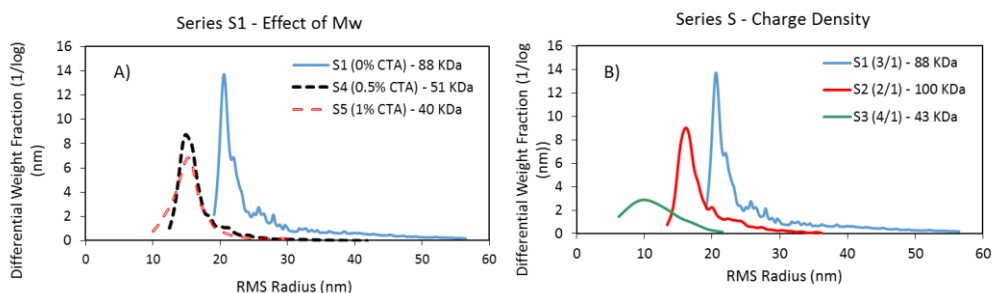 Series S1 - Effect of Mw
Differential Weight Fraction (1/log
(nm)
16
14
12
10
8
6
4
2
0
A)
S1 (0% CTA) - 88 KDa
S4 (0.5% CTA) - 51 KDa
S5 (1% CTA) - 40 KDa
0 10 20 30 40 50 60
RMS Radius (nm)
Series S - Charge Density
Differential Weight Fraction (1/log
(nm))
16
14
12
10
8
6
4
2
0
B)
S1 (3/1) - 88 KDa
S2 (2/1) - 100 KDa
S3 (4/1) - 43 KDa
0 10 20 30 40 50 60
RMS Radius (nm)